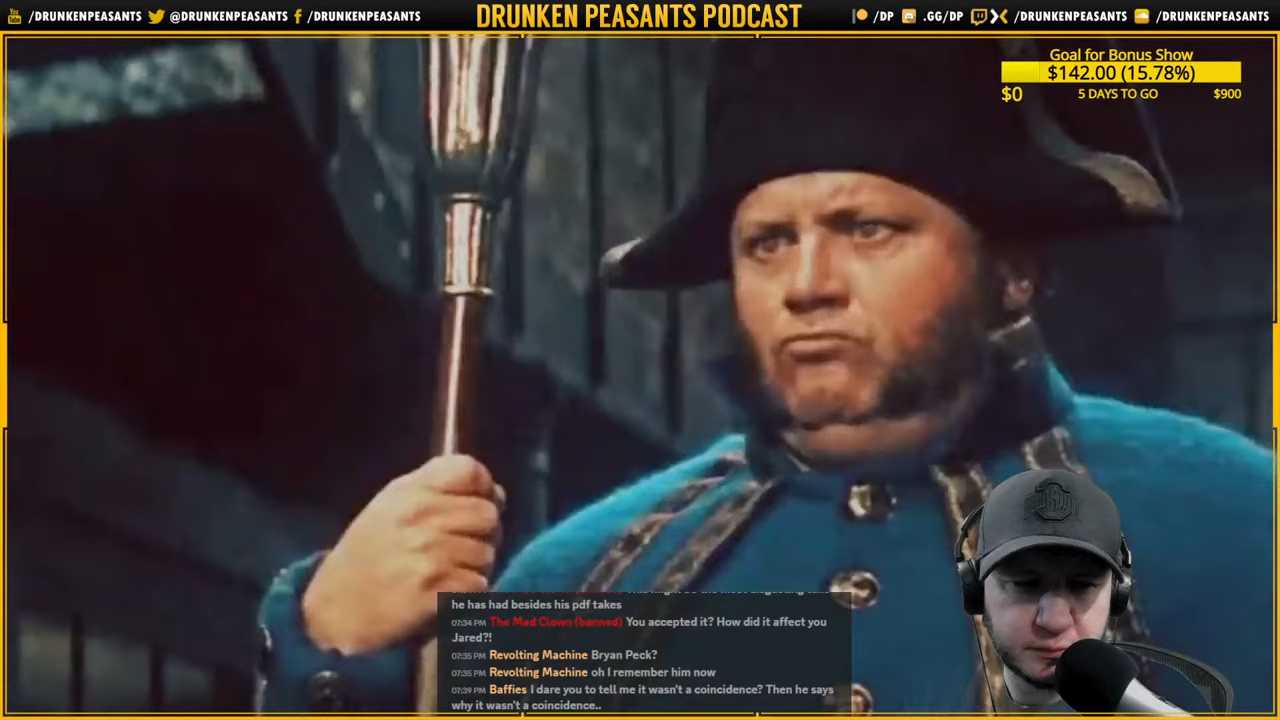 /DRUNKENPEASANTS @DRUNKENPEASANTS /DRUNKENPEASANTS DRUNKEN PEASANTS PODCAST /DP .GG/DP /DRUNKENPEASANTS /DRUNKENPEASANTS
Goal for Bonus Show
$142.00 (15.78%)
$0 5 DAYS TO GO $900
he has had besides his pdf takes
07:34 PM The Mad Clown (banned) You accepted it? How did it affect you
Jared?!
07:35 PM Revolting Machine Bryan Peck?
07:35 PM Revolting Machine oh I remember him now
07:39 PM Baffies I dare you to tell me it wasn't a coincidence? Then he says
why it wasn't a coincidence..